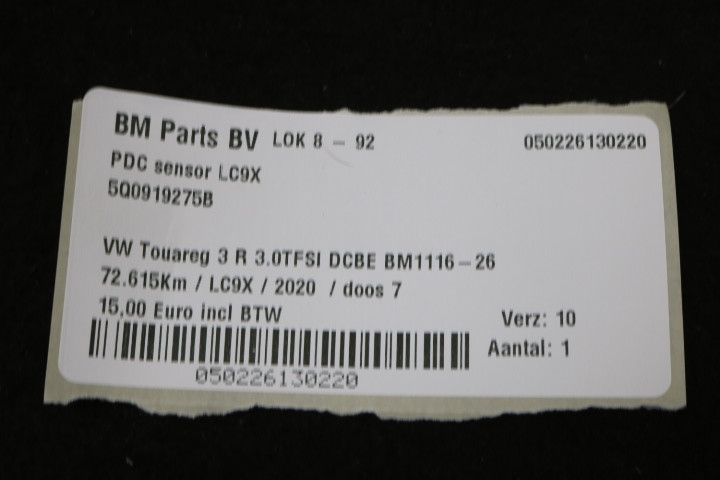 BM Parts BV LOK 8 - 92 050226130220
PDC sensor LC9X
5Q0919275B
VW Touareg 3 R 3.0TFSI DCBE BM1116-26
72.615Km / LC9X / 2020 / doos 7
15,00 Euro incl BTW
Verz: 10
Aantal: 1
050226130220